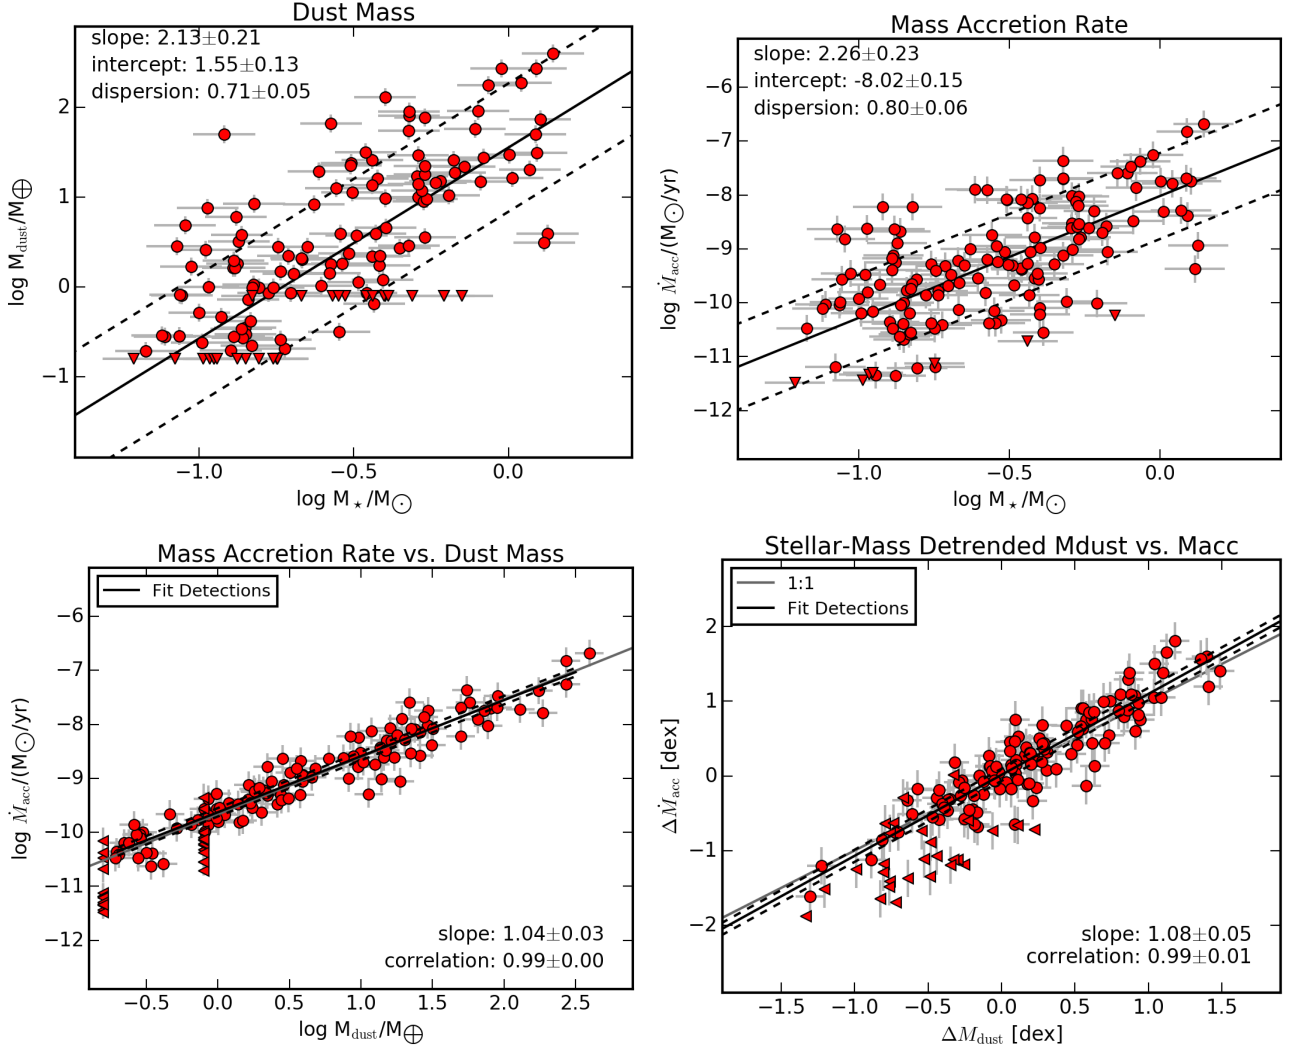 Dust Mass
slope: 2.13±0.21
intercept: 1.55±0.13
dispersion: 0.71±0.05
2
1
0
−1
−1.0 −0.5 0.0
log M⋆/M⨀
log M_dust/M⨁
Mass Accretion Rate
slope: 2.26±0.23
intercept: -8.02±0.15
dispersion: 0.80±0.06
−6
−7
−8
−9
−10
−11
−12
−1.0 −0.5 0.0
log M⋆/M⨀
log Ṁ_acc/(M⨀/yr)
Mass Accretion Rate vs. Dust Mass
Fit Detections
−6
−7
−8
−9
−10
−11
−12
slope: 1.04±0.03
correlation: 0.99±0.00
−0.5 0.0 0.5 1.0 1.5 2.0 2.5
log M_dust/M⨁
log Ṁ_acc/(M⨀/yr)
Stellar-Mass Detrended Mdust vs. Macc
1:1
Fit Detections
2
1
0
−1
−2
slope: 1.08±0.05
correlation: 0.99±0.01
−1.5 −1.0 −0.5 0.0 0.5 1.0 1.5
ΔM_dust [dex]
ΔṀ_acc [dex]